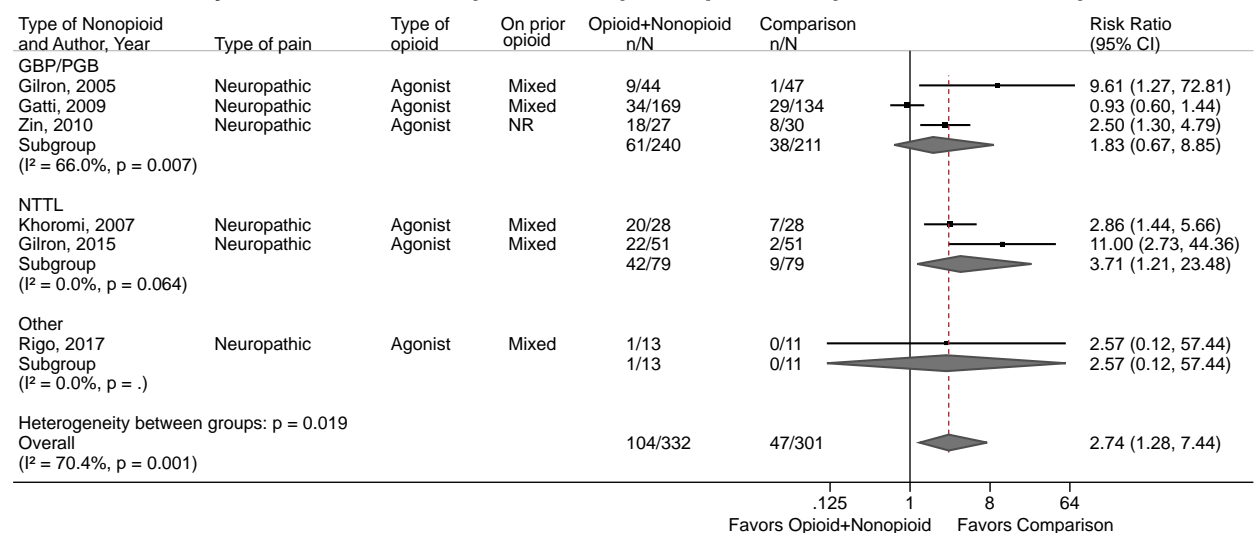 Type of Nonopioid Type of On prior Opioid+Nonopioid Comparison Risk Ratio
and Author, Year Type of pain opioid opioid n/N n/N (95% CI)
GBP/PGB
Gilron, 2005 Neuropathic Agonist Mixed 9/44 1/47 9.61 (1.27, 72.81)
Gatti, 2009 Neuropathic Agonist Mixed 34/169 29/134 0.93 (0.60, 1.44)
Zin, 2010 Neuropathic Agonist NR 18/27 8/30 2.50 (1.30, 4.79)
Subgroup 61/240 38/211 1.83 (0.67, 8.85)
(I² = 66.0%, p = 0.007)
NTTL
Khoromi, 2007 Neuropathic Agonist Mixed 20/28 7/28 2.86 (1.44, 5.66)
Gilron, 2015 Neuropathic Agonist Mixed 22/51 2/51 11.00 (2.73, 44.36)
Subgroup 42/79 9/79 3.71 (1.21, 23.48)
(I² = 0.0%, p = 0.064)
Other
Rigo, 2017 Neuropathic Agonist Mixed 1/13 0/11 2.57 (0.12, 57.44)
Subgroup 1/13 0/11 2.57 (0.12, 57.44)
(I² = 0.0%, p = .)
Heterogeneity between groups: p = 0.019
Overall 104/332 47/301 2.74 (1.28, 7.44)
(I² = 70.4%, p = 0.001)
.125 1 8 64
Favors Opioid+Nonopioid Favors Comparison